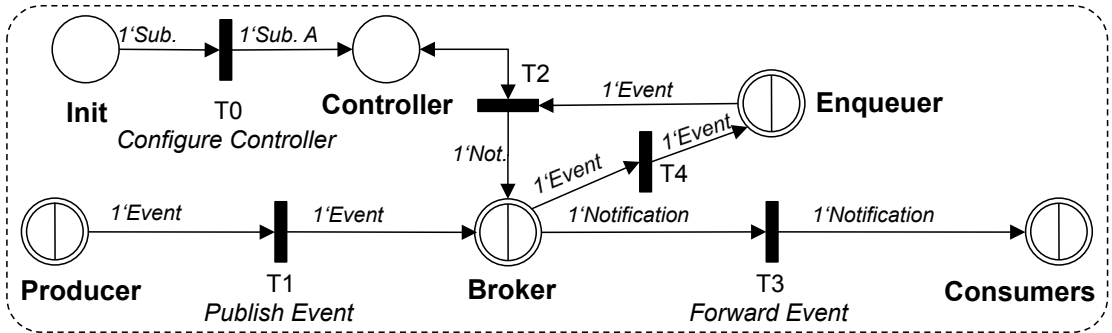 1‘Sub.
1‘Sub. A
T2
Init
T0
Controller
1‘Event
Enqueuer
Configure Controller
1‘Not.
1‘Event
1‘Event
T4
1‘Event
1‘Event
1‘Notification
1‘Notification
Producer
T1
Broker
T3
Consumers
Publish Event
Forward Event